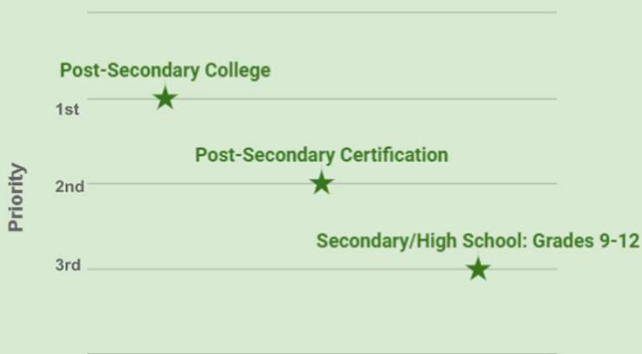 Post-Secondary College
1st
Post-Secondary Certification
2nd
Priority
Secondary/High School: Grades 9-12
3rd